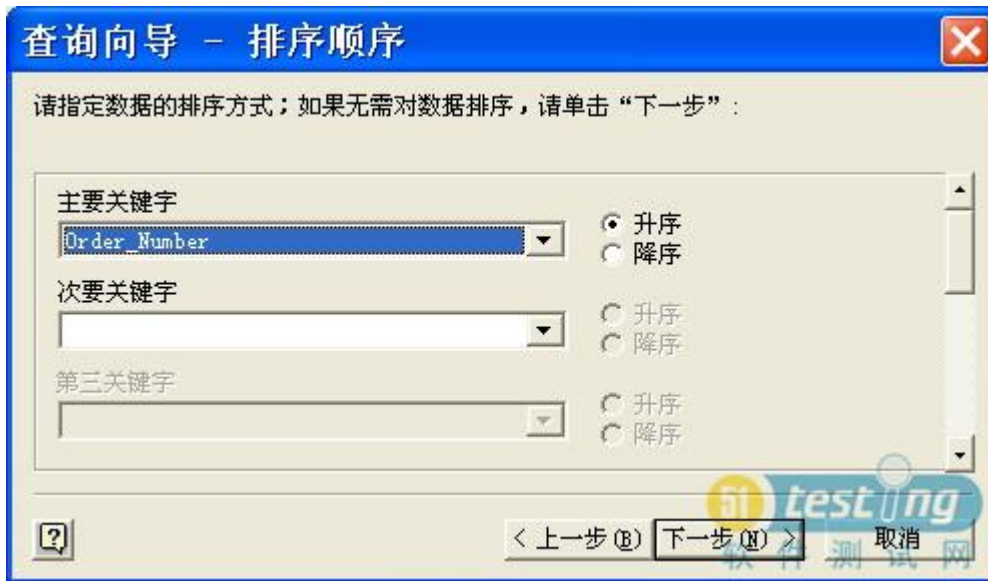 查询向导 - 排序顺序
请指定数据的排序方式；如果无需对数据排序，请单击“下一步”：
主要关键字
Order_Number
升序
降序
次要关键字
升序
降序
第三关键字
升序
降序
51 testing
软件测试网
< 上一步(B)
下一步(N) >
取消